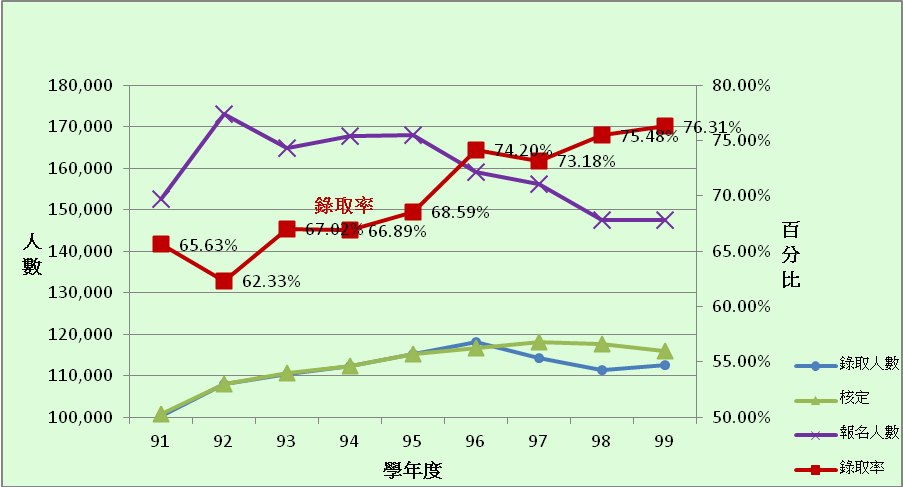 180,000
170,000
160,000
150,000
140,000
130,000
120,000
110,000
100,000
人數
80.00%
75.00%
70.00%
65.00%
60.00%
55.00%
50.00%
百分比
錄取率
65.63%
62.33%
67.02%
66.89%
68.59%
74.20%
73.18%
75.48%
76.31%
91 92 93 94 95 96 97 98 99
學年度
錄取人數
核定
報名人數
錄取率